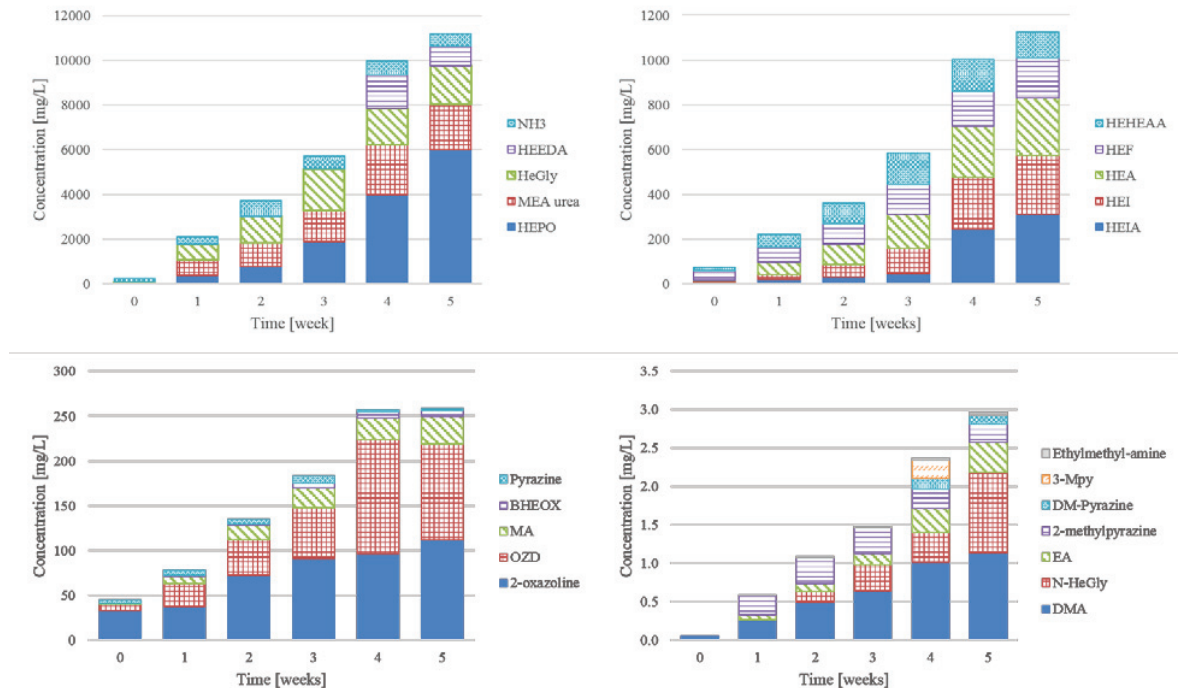 12000
10000
8000
6000
4000
2000
0
Concentration [mg/L]
0 1 2 3 4 5
Time [week]
NH3
HEEDA
HeGly
MEA urea
HEPO
1200
1000
800
600
400
200
0
Concentration [mg/L]
0 1 2 3 4 5
Time [weeks]
HEHEAA
HEF
HEA
HEI
HEIA
300
250
200
150
100
50
0
Concentration [mg/L]
0 1 2 3 4 5
Time [weeks]
Pyrazine
BHEOX
MA
OZD
2-oxazoline
3.5
3.0
2.5
2.0
1.5
1.0
0.5
0.0
Concentration [mg/L]
0 1 2 3 4 5
Time [weeks]
Ethylmethyl-amine
3-Mpy
DM-Pyrazine
2-methylpyrazine
EA
N-HeGly
DMA